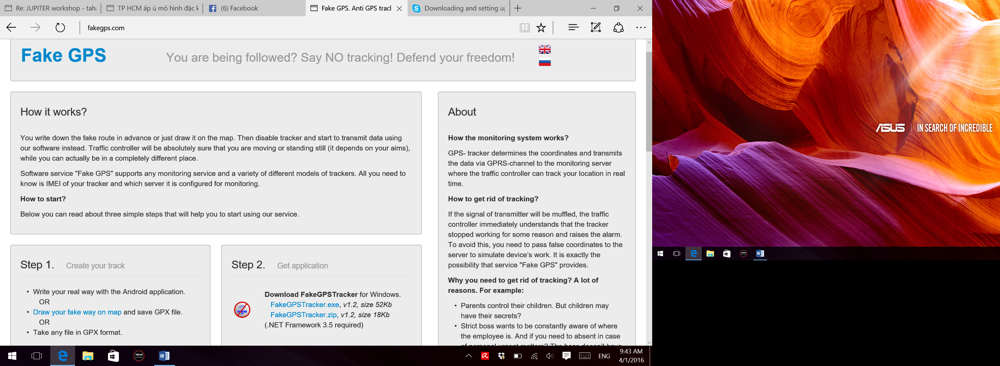 Re: JUPITER workshop - tah
TP HCM ấp ủ mô hình đặc k
(6) Facebook
Fake GPS. Anti GPS tracl
Downloading and setting u
fakegps.com
Fake GPS
You are being followed? Say NO tracking! Defend your freedom!
How it works?
You write down the fake route in advance or just draw it on the map. Then disable tracker and start to transmit data using
our software instead. Traffic controller will be absolutely sure that you are moving or standing still (it depends on your aims),
while you can actually be in a completely different place.
Software service "Fake GPS" supports any monitoring service and a variety of different models of trackers. All you need to
know is IMEI of your tracker and which server it is configured for monitoring.
How to start?
Below you can read about three simple steps that will help you to start using our service.
Step 1. Create your track
• Write your real way with the Android application.
OR
• Draw your fake way on map and save GPX file.
OR
• Take any file in GPX format.
Step 2. Get application
Download FakeGPSTracker for Windows.
FakeGPSTracker.exe, v1.2, size 52Kb
FakeGPSTracker.zip, v1.2, size 18Kb
(.NET Framework 3.5 required)
About
How the monitoring system works?
GPS- tracker determines the coordinates and transmits
the data via GPRS-channel to the monitoring server
where the traffic controller can track your location in real
time.
How to get rid of tracking?
If the signal of transmitter will be muffled, the traffic
controller immediately understands that the tracker
stopped working for some reason and raises the alarm.
To avoid this, you need to pass false coordinates to the
server to simulate device's work. It is exactly the
possibility that service "Fake GPS" provides.
Why you need to get rid of tracking? A lot of
reasons. For example:
• Parents control their children. But children may
have their secrets?
• Strict boss wants to be constantly aware of where
the employee is. And if you need to absent in case
of personal urgent matters? The boss doesn't have
ENG
9:43 AM
4/1/2016
ASUS | IN SEARCH OF INCREDIBLE